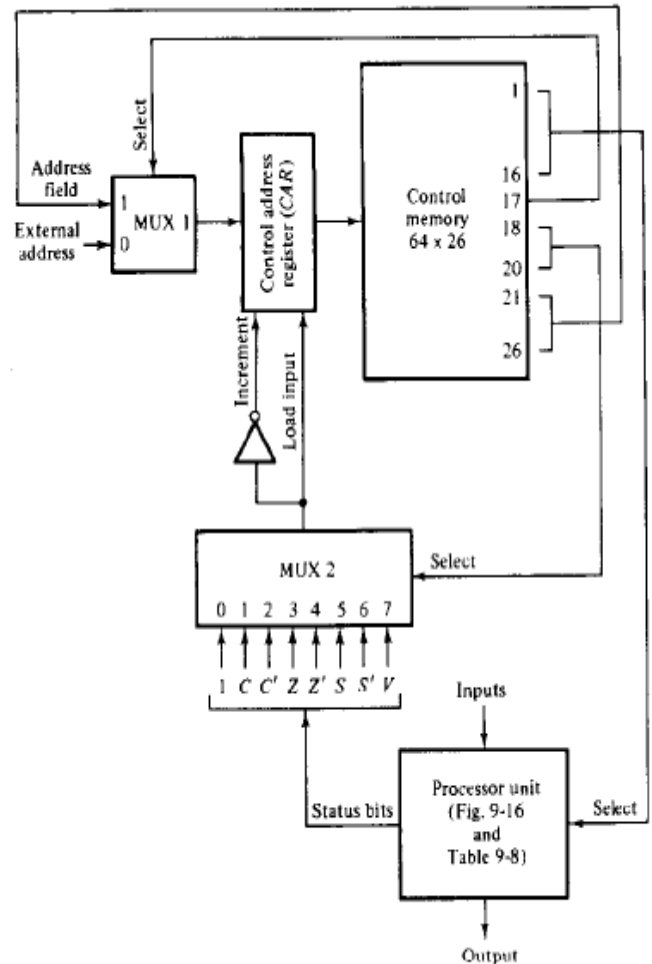 Select
Address
field
External
address
1
0
MUX 1
Control address
register (CAR)
Control
memory
64 x 26
1
16
17
18
20
21
26
Increment
Load input
MUX 2
Select
0 1 2 3 4 5 6 7
1 C C' Z Z' S S' V
Status bits
Inputs
Processor unit
(Fig. 9-16
and
Table 9-8)
Select
Output